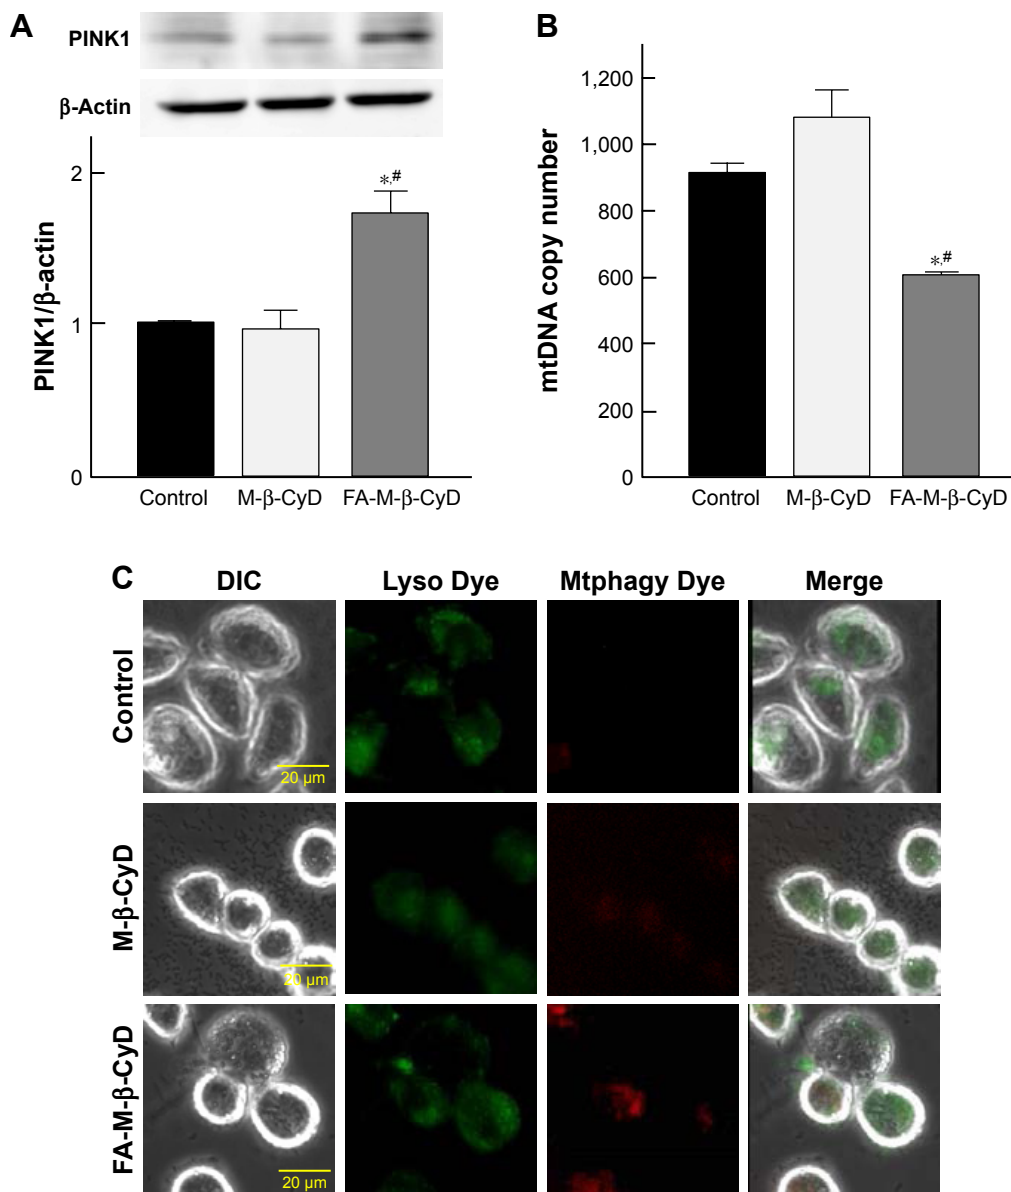 A
PINK1
β-Actin
PINK1/β-actin
2
1
0
*,#
Control
M-β-CyD
FA-M-β-CyD
B
mtDNA copy number
1,200
1,000
800
600
400
200
0
*,#
Control
M-β-CyD
FA-M-β-CyD
C
DIC
Lyso Dye
Mtphagy Dye
Merge
Control
20 µm
M-β-CyD
20 µm
FA-M-β-CyD
20 µm